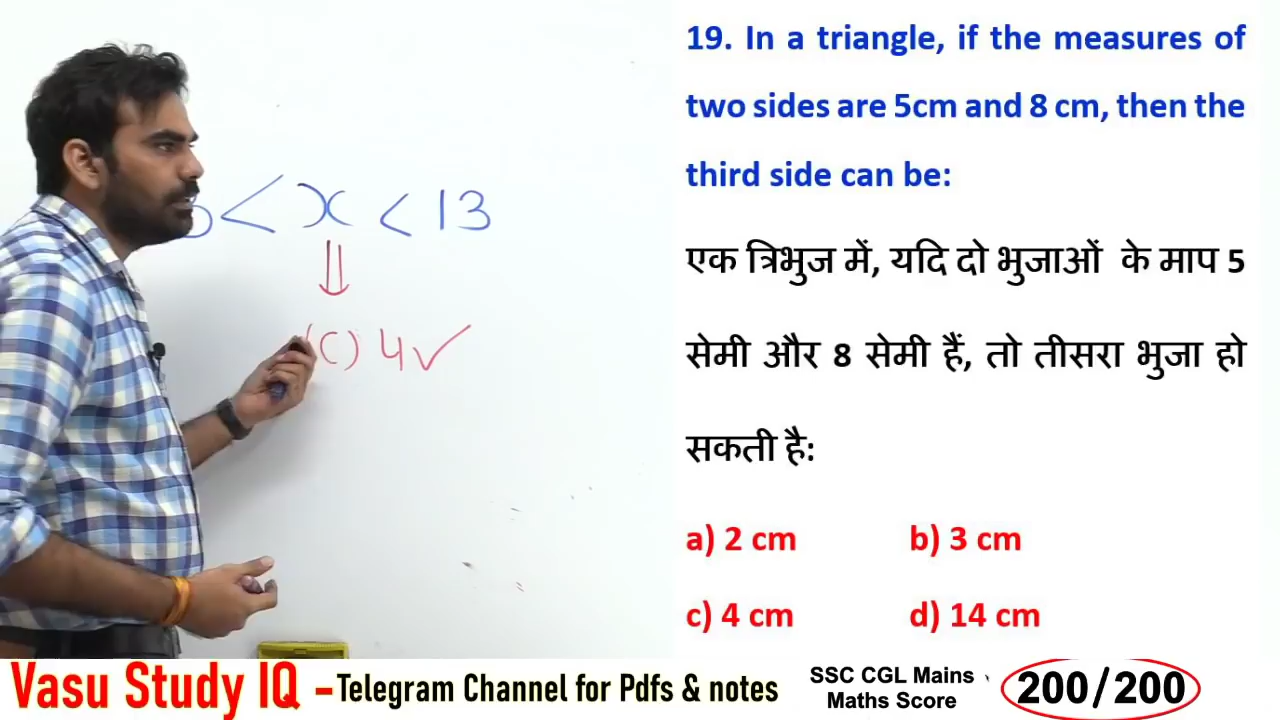 19. In a triangle, if the measures of
two sides are 5cm and 8 cm, then the
third side can be:
एक त्रिभुज में, यदि दो भुजाओं के माप 5
सेमी और 8 सेमी हैं, तो तीसरा भुजा हो
सकती है:
a) 2 cm b) 3 cm
c) 4 cm d) 14 cm
< x < 13
⇓
(C) 4 ✓
Vasu Study IQ – Telegram Channel for Pdfs & notes
SSC CGL Mains
Maths Score
200/200